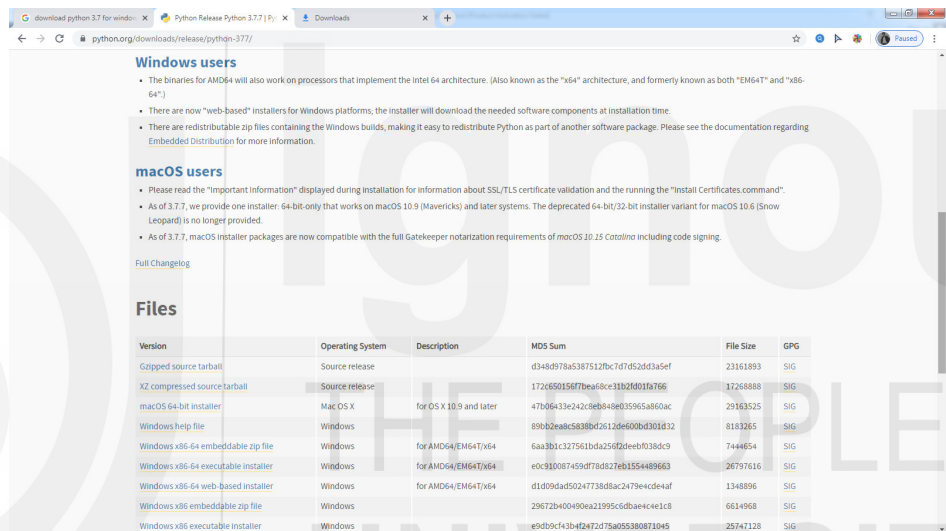 download python 3.7 for window
Python Release Python 3.7.7 | Py
Downloads
python.org/downloads/release/python-377/
Paused
Windows users
The binaries for AMD64 will also work on processors that implement the Intel 64 architecture. (Also known as the "x64" architecture, and formerly known as both "EM64T" and "x86-
64".)
There are now "web-based" installers for Windows platforms; the installer will download the needed software components at installation time.
There are redistributable zip files containing the Windows builds, making it easy to redistribute Python as part of another software package. Please see the documentation regarding
Embedded Distribution for more information.
macOS users
Please read the "Important Information" displayed during installation for information about SSL/TLS certificate validation and the running the "Install Certificates.command".
As of 3.7.7, we provide one installer: 64-bit-only that works on macOS 10.9 (Mavericks) and later systems. The deprecated 64-bit/32-bit installer variant for macOS 10.6 (Snow
Leopard) is no longer provided.
As of 3.7.7, macOS installer packages are now compatible with the full Gatekeeper notarization requirements of macOS 10.15 Catalina including code signing.
Full Changelog
Files
Version Operating System Description MD5 Sum File Size GPG
Gzipped source tarball Source release d348d978a5387512fbc7d7d52dd3a5ef 23161893 SIG
XZ compressed source tarball Source release 172c650156f7bea68ce31b2fd01fa766 17268888 SIG
macOS 64-bit installer Mac OS X for OS X 10.9 and later 47b06433e242c8eb848e035965a860ac 29163525 SIG
Windows help file Windows 89bb2ea8c5838bd2612de600bd301d32 8183265 SIG
Windows x86-64 embeddable zip file Windows for AMD64/EM64T/x64 6aa3b1c327561bda256f2deebf038dc9 7444654 SIG
Windows x86-64 executable installer Windows for AMD64/EM64T/x64 e0c910087459df78d827eb1554489663 26797616 SIG
Windows x86-64 web-based installer Windows for AMD64/EM64T/x64 d1d09dad50247738d8ac2479e4cde4af 1348896 SIG
Windows x86 embeddable zip file Windows 29672b400490ea21995c6dbae4c4e1c8 6614968 SIG
Windows x86 executable installer Windows e9db9cf43b4f2472d75a055380871045 25747128 SIG
ignou
THE PEOPLE